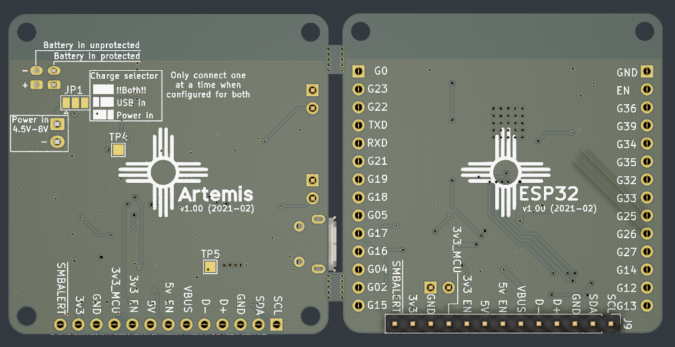 Battery in unprotected
Battery in protected
-
+
JP1
Charge selector
!!Both!!
USB in
Power in
Only connect one
at a time when
configured for both
Power In
4.5V-6V
-
TP4
Artemis
v1.00 (2021-02)
TP5
SMBALERT
3v3
GND
3v3_MCU
3v3 EN
5V
5v EN
VBUS
D-
D+
GND
SDA
SCL
G0
G23
G22
TXD
RXD
G21
G19
G18
G05
G17
G16
G04
G02
G15
ESP32
v1.00 (2021-02)
GND
EN
G36
G39
G34
G35
G32
G33
G25
G26
G27
G14
G12
G13
SMBALERT
3v3
GND
3v3_MCU
3v3 EN
5V
5v EN
VBUS
D-
D+
GND
SDA
SCL
J9